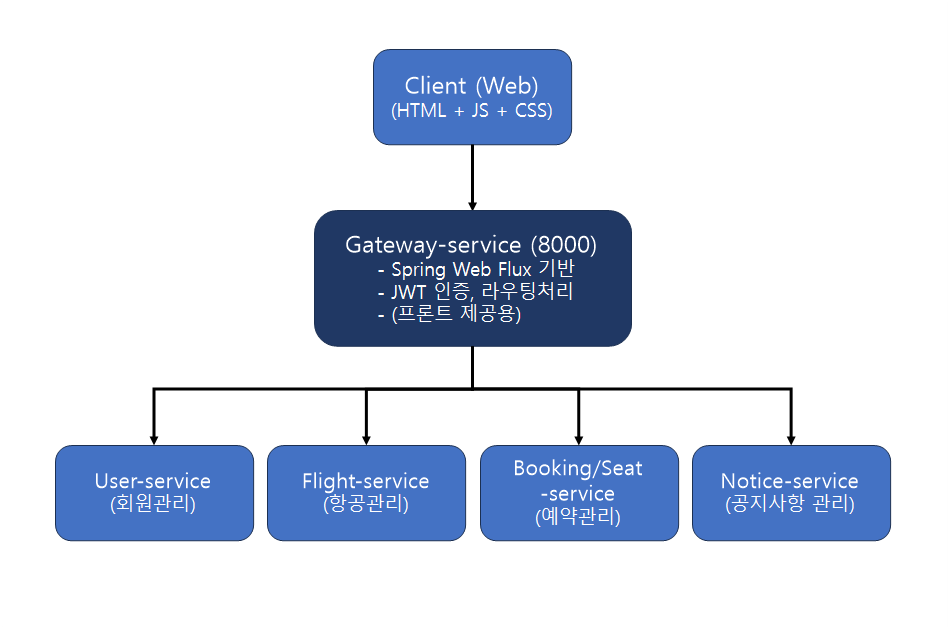 Client (Web)
(HTML + JS + CSS)
Gateway-service (8000)
- Spring Web Flux 기반
- JWT 인증, 라우팅처리
- (프론트 제공용)
User-service
(회원관리)
Flight-service
(항공관리)
Booking/Seat
-service
(예약관리)
Notice-service
(공지사항 관리)